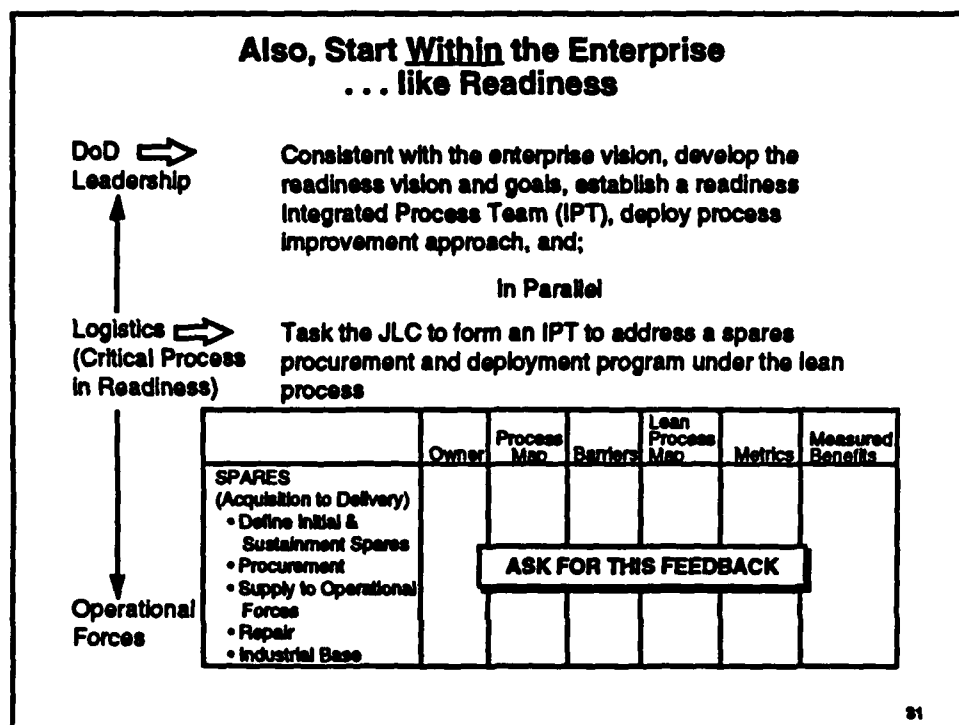 Also, Start Within the Enterprise
. . . like Readiness
DoD
Leadership
Consistent with the enterprise vision, develop the
readiness vision and goals, establish a readiness
Integrated Process Team (IPT), deploy process
improvement approach, and;
In Parallel
Logistics
(Critical Process
in Readiness)
Task the JLC to form an IPT to address a spares
procurement and deployment program under the lean
process
Owner
Process
Map
Barriers
Lean
Process
Map
Metrics
Measured
Benefits
SPARES
(Acquisition to Delivery)
• Define Initial &
Sustainment Spares
• Procurement
• Supply to Operational
Forces
• Repair
• Industrial Base
ASK FOR THIS FEEDBACK
Operational
Forces
31